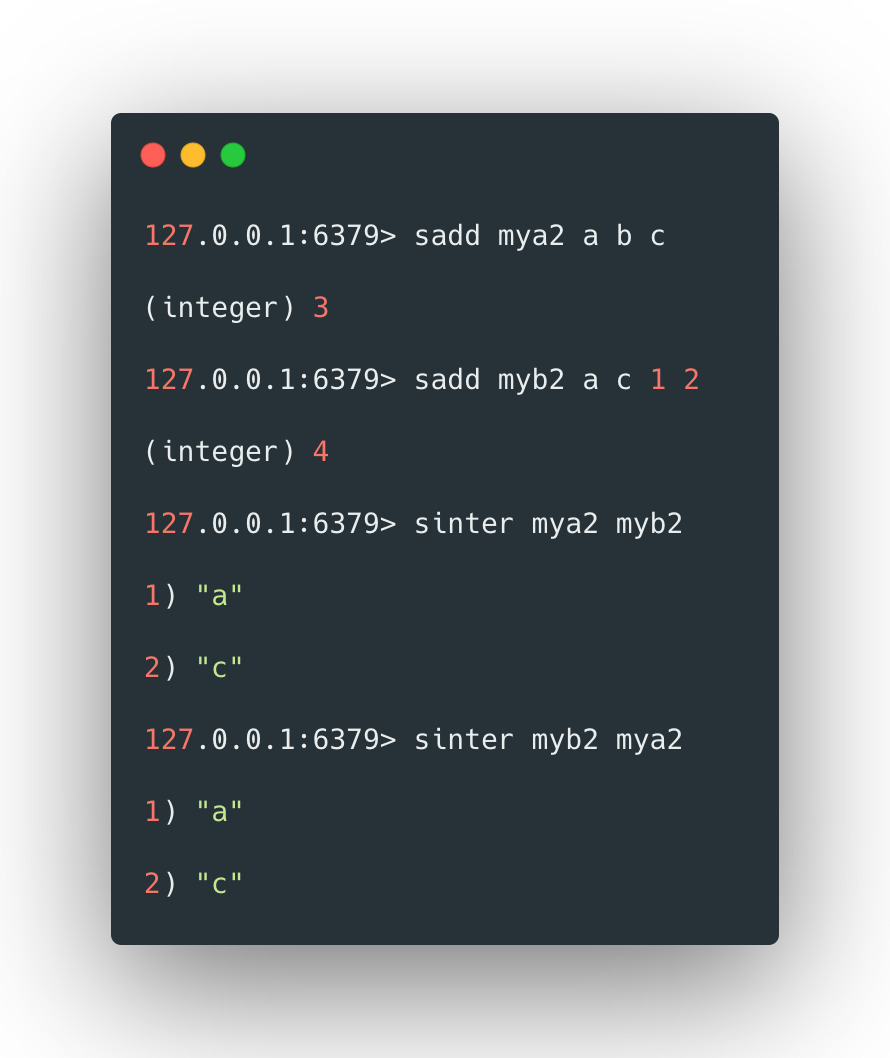 127.0.0.1:6379> sadd mya2 a b c
(integer) 3
127.0.0.1:6379> sadd myb2 a c 1 2
(integer) 4
127.0.0.1:6379> sinter mya2 myb2
1) "a"
2) "c"
127.0.0.1:6379> sinter myb2 mya2
1) "a"
2) "c"